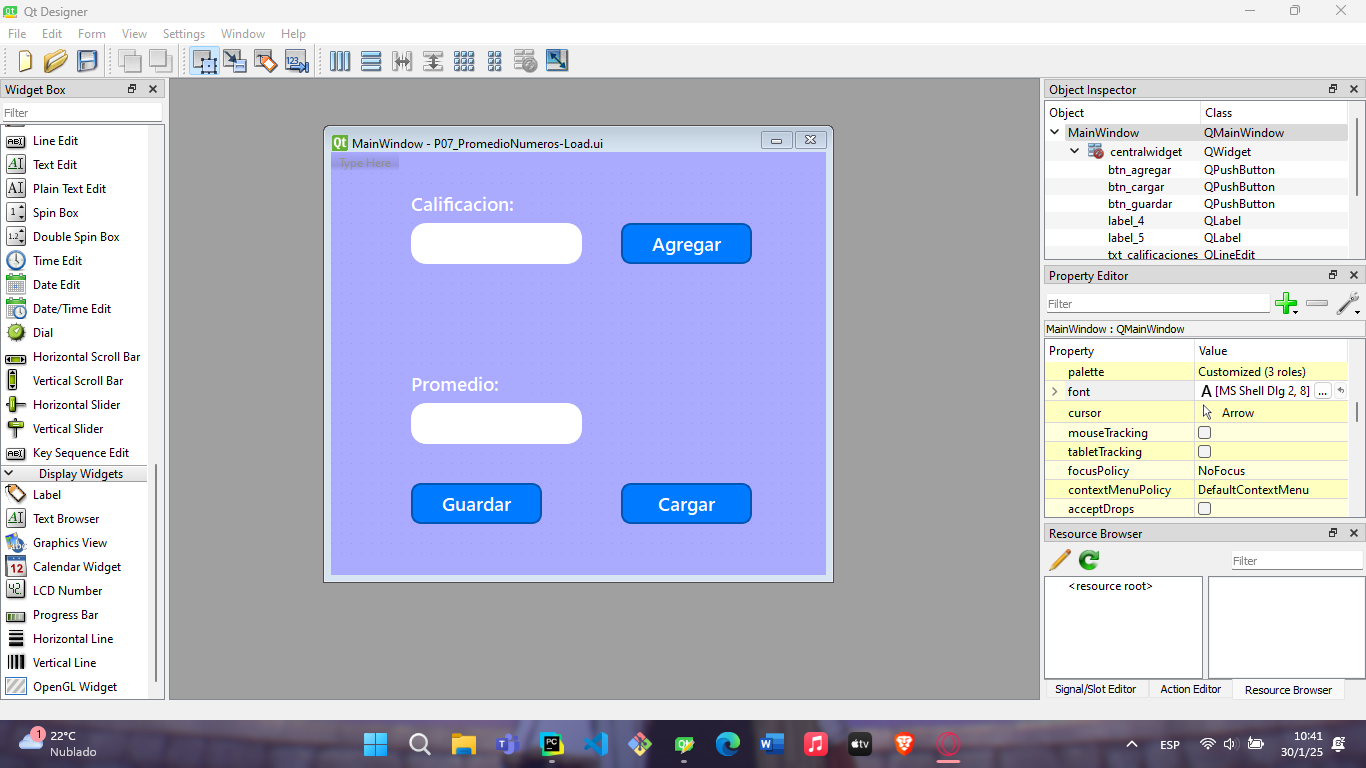 Qt Designer
File Edit Form View Settings Window Help
123
Widget Box
Filter
Line Edit
Text Edit
Plain Text Edit
Spin Box
Double Spin Box
Time Edit
Date Edit
Date/Time Edit
Dial
Horizontal Scroll Bar
Vertical Scroll Bar
Horizontal Slider
Vertical Slider
Key Sequence Edit
Display Widgets
Label
Text Browser
Graphics View
Calendar Widget
LCD Number
Progress Bar
Horizontal Line
Vertical Line
OpenGL Widget
MainWindow - P07_PromedioNumeros-Load.ui
Type Here
Calificacion:
Agregar
Promedio:
Guardar
Cargar
Object Inspector
Object Class
MainWindow QMainWindow
centralwidget QWidget
btn_agregar QPushButton
btn_cargar QPushButton
btn_guardar QPushButton
label_4 QLabel
label_5 QLabel
txt_calificaciones QLineEdit
Property Editor
Filter
MainWindow : QMainWindow
Property Value
palette Customized (3 roles)
font A [MS Shell Dlg 2, 8] ...
cursor Arrow
mouseTracking
tabletTracking
focusPolicy NoFocus
contextMenuPolicy DefaultContextMenu
acceptDrops
Resource Browser
Filter
<resource root>
Signal/Slot Editor Action Editor Resource Browser
1
22°C
Nublado
ESP
10:41
30/1/25